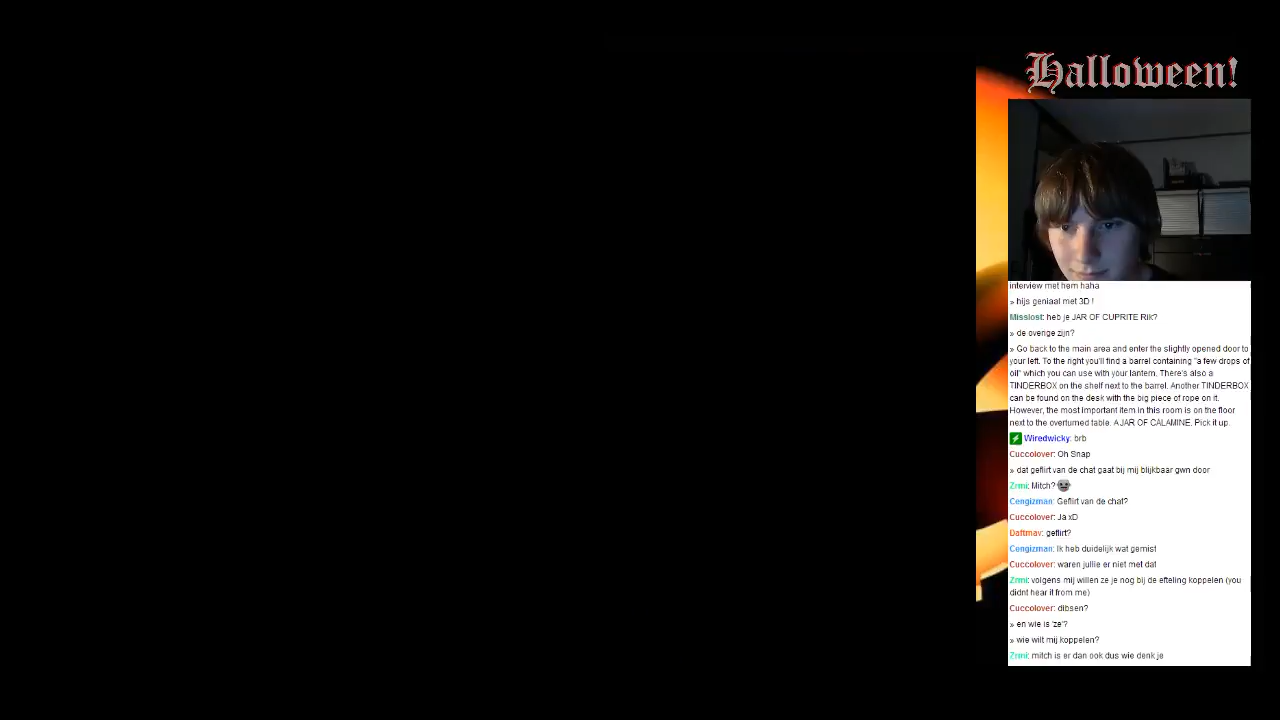 Halloween!
interview met hem haha
» hijs geniaal met 3D !
Misslost: heb je JAR OF CUPRITE Rik?
» de overige zijn?
» Go back to the main area and enter the slightly opened door to
your left. To the right you'll find a barrel containing "a few drops of
oil" which you can use with your lantern. There's also a
TINDERBOX on the shelf next to the barrel. Another TINDERBOX
can be found on the desk with the big piece of rope on it.
However, the most important item in this room is on the floor
next to the overturned table. A JAR OF CALAMINE. Pick it up.
Wiredwicky: brb
Cuccolover: Oh Snap
» dat geflirt van de chat gaat bij mij blijkbaar gwn door
Zrmi: Mitch?
Cengizman: Geflirt van de chat?
Cuccolover: Ja xD
Daftmav: geflirt?
Cengizman: Ik heb duidelijk wat gemist
Cuccolover: waren jullie er niet met dat
Zrmi: volgens mij willen ze je nog bij de efteling koppelen (you
didnt hear it from me)
Cuccolover: dibsen?
» en wie is 'ze'?
» wie wilt mij koppelen?
Zrmi: mitch is er dan ook dus wie denk je